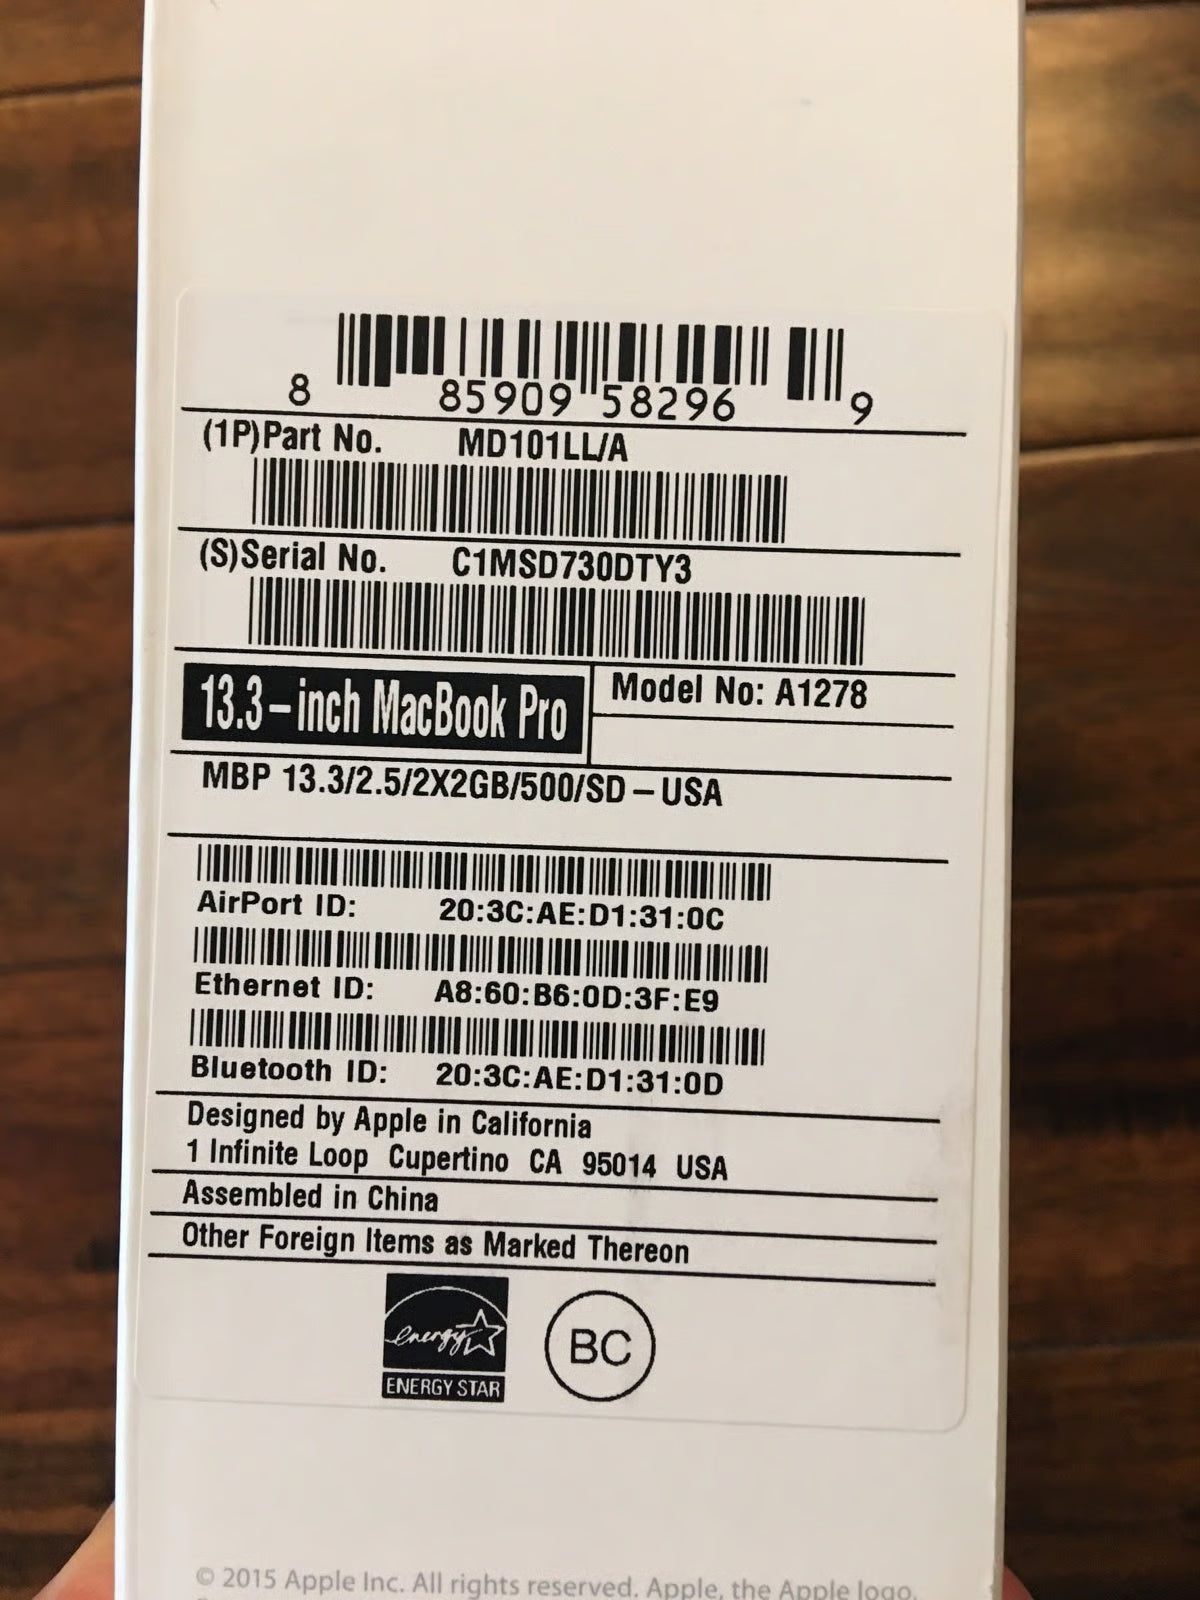 8 85909 58296 9
(1P)Part No. MD101LL/A
(S)Serial No. C1MSD730DTY3
13.3-inch MacBook Pro
Model No: A1278
MBP 13.3/2.5/2X2GB/500/SD-USA
AirPort ID: 20:3C:AE:D1:31:0C
Ethernet ID: A8:60:B6:0D:3F:E9
Bluetooth ID: 20:3C:AE:D1:31:0D
Designed by Apple in California
1 Infinite Loop Cupertino CA 95014 USA
Assembled in China
Other Foreign Items as Marked Thereon
energy
ENERGY STAR
BC
© 2015 Apple Inc. All rights reserved. Apple, the Apple logo,